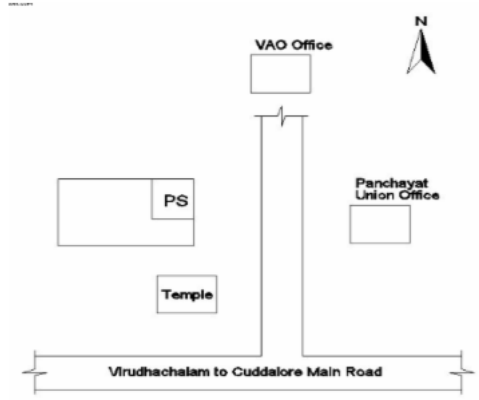 N
VAO Office
PS
Panchayat
Union Office
Temple
Virudhachalam to Cuddalore Main Road